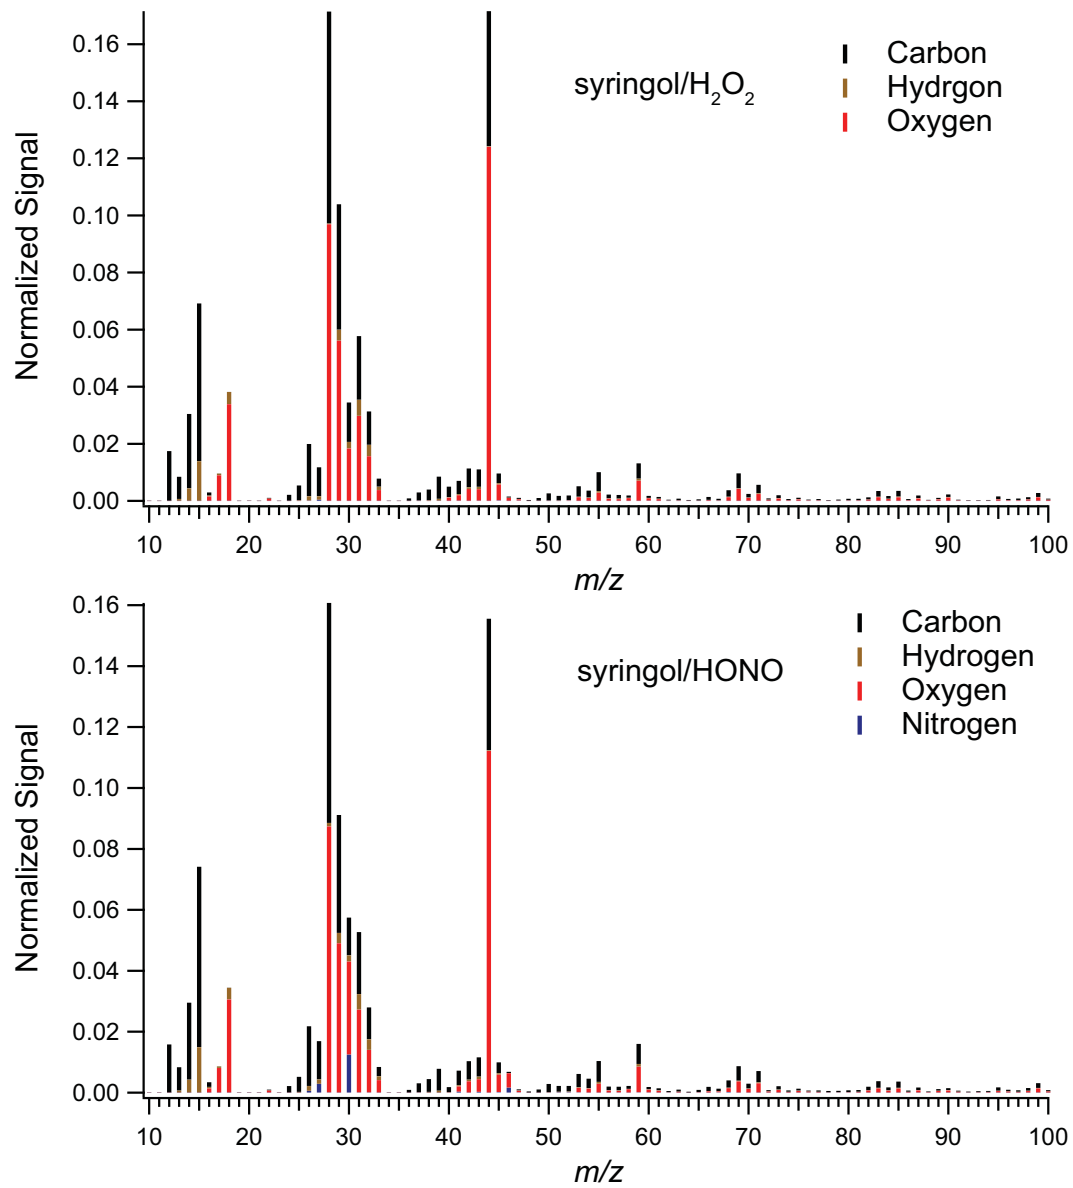 0.16
0.14
0.12
0.10
0.08
0.06
0.04
0.02
0.00
Normalized Signal
syringol/H₂O₂
Carbon
Hydrgon
Oxygen
10 20 30 40 50 60 70 80 90 100
m/z
0.16
0.14
0.12
0.10
0.08
0.06
0.04
0.02
0.00
Normalized Signal
syringol/HONO
Carbon
Hydrogen
Oxygen
Nitrogen
10 20 30 40 50 60 70 80 90 100
m/z